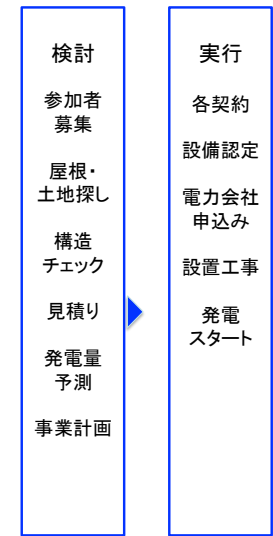 検討
参加者
募集
屋根・
土地探し
構造
チェック
見積り
発電量
予測
事業計画
実行
各契約
設備認定
電力会社
申込み
設置工事
発電
スタート